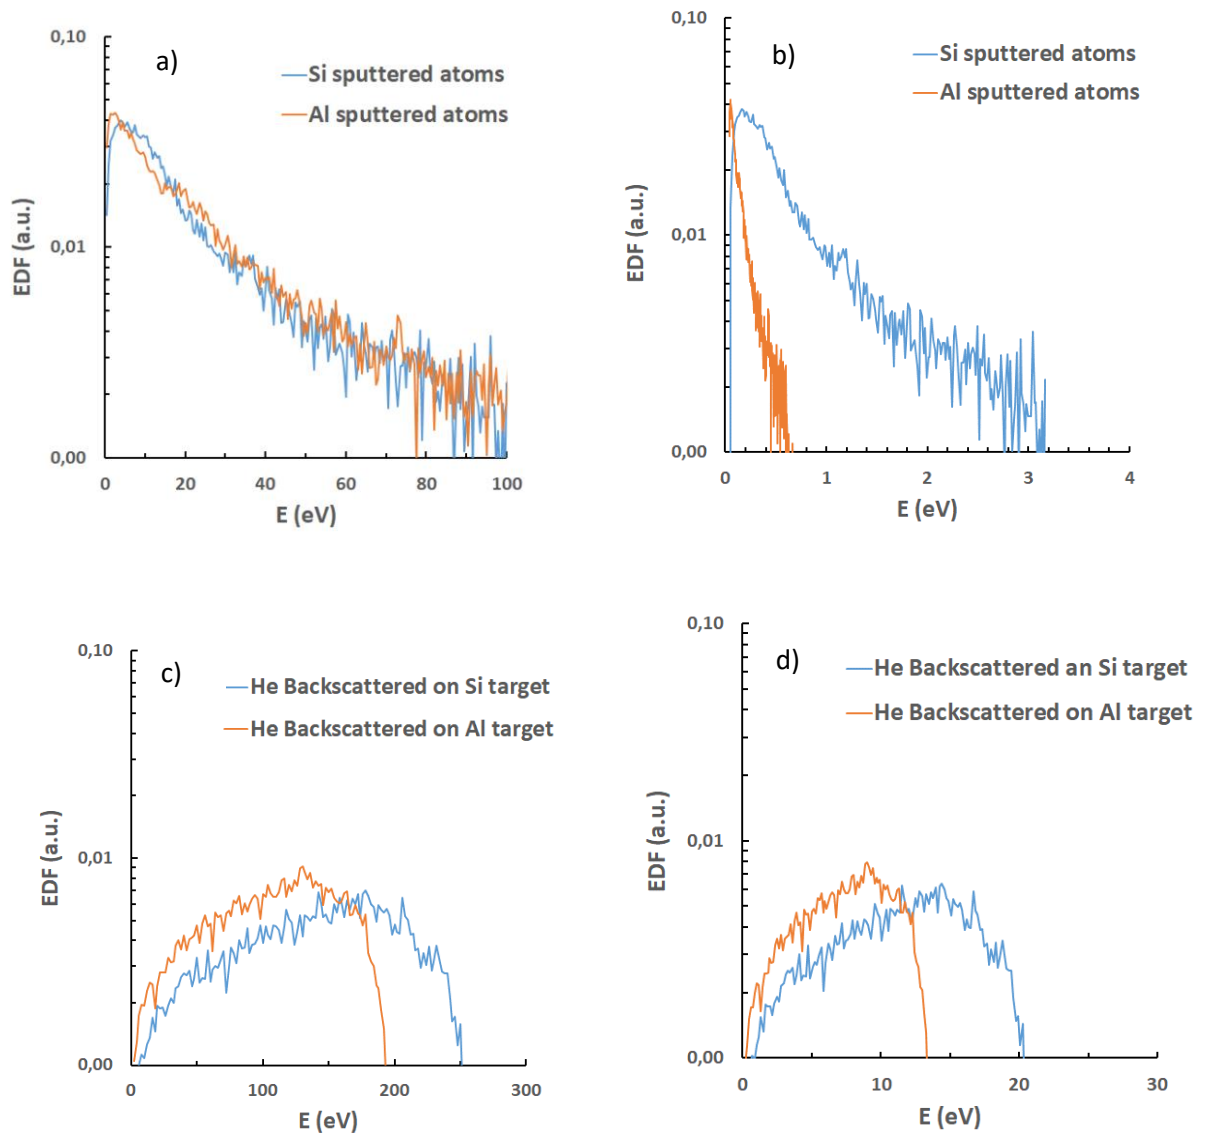 a)
Si sputtered atoms
Al sputtered atoms
0,10
0,01
0,00
EDF (a.u.)
0 20 40 60 80 100
E (eV)
b)
Si sputtered atoms
Al sputtered atoms
0,10
0,01
0,00
EDF (a.u.)
0 1 2 3 4
E (eV)
c)
He Backscattered on Si target
He Backscattered on Al target
0,10
0,01
0,00
EDF (a.u.)
0 100 200 300
E (eV)
d)
He Backscattered an Si target
He Backscattered on Al target
0,10
0,01
0,00
EDF (a.u.)
0 10 20 30
E (eV)